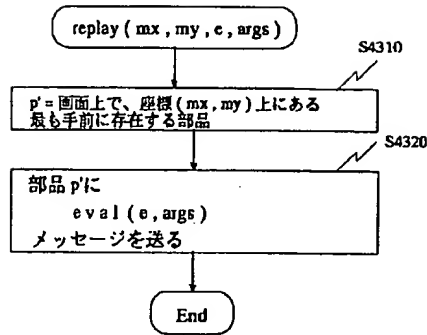 replay(mx,my,e,args)
S4310
p'=画面上で、座標(mx,my)上にある
最も手前に存在する部品
S4320
部品p'に
eval(e,args)
メッセージを送る
End